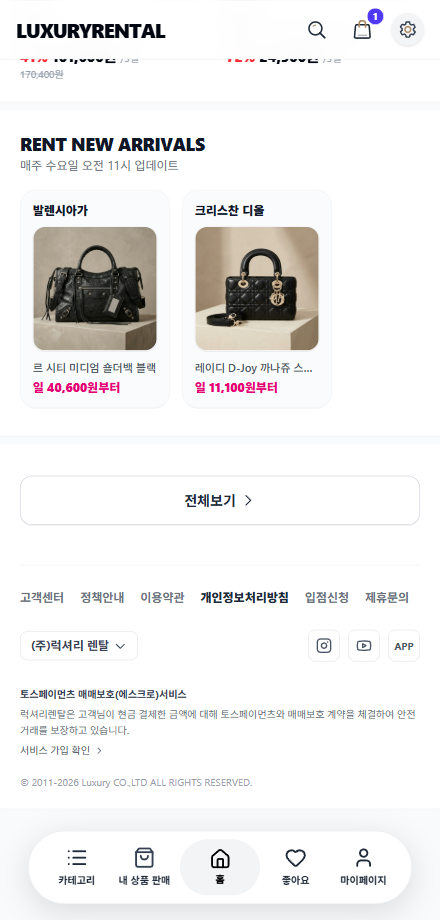 LUXURYRENTAL
1
170,400원
RENT NEW ARRIVALS
매주 수요일 오전 11시 업데이트
발렌시아가
크리스찬 디올
르 시티 미디엄 숄더백 블랙
레이디 D-Joy 까나쥬 스...
일 40,600원부터
일 11,100원부터
전체보기
고객센터 정책안내 이용약관 개인정보처리방침 입점신청 제휴문의
(주)럭셔리 렌탈
APP
토스페이먼츠 매매보호(에스크로)서비스
럭셔리렌탈은 고객님이 현금 결제한 금액에 대해 토스페이먼츠와 매매보호 계약을 체결하여 안전
거래를 보장하고 있습니다.
서비스 가입 확인
© 2011-2026 Luxury CO.,LTD ALL RIGHTS RESERVED.
카테고리 내 상품 판매 홈 좋아요 마이페이지